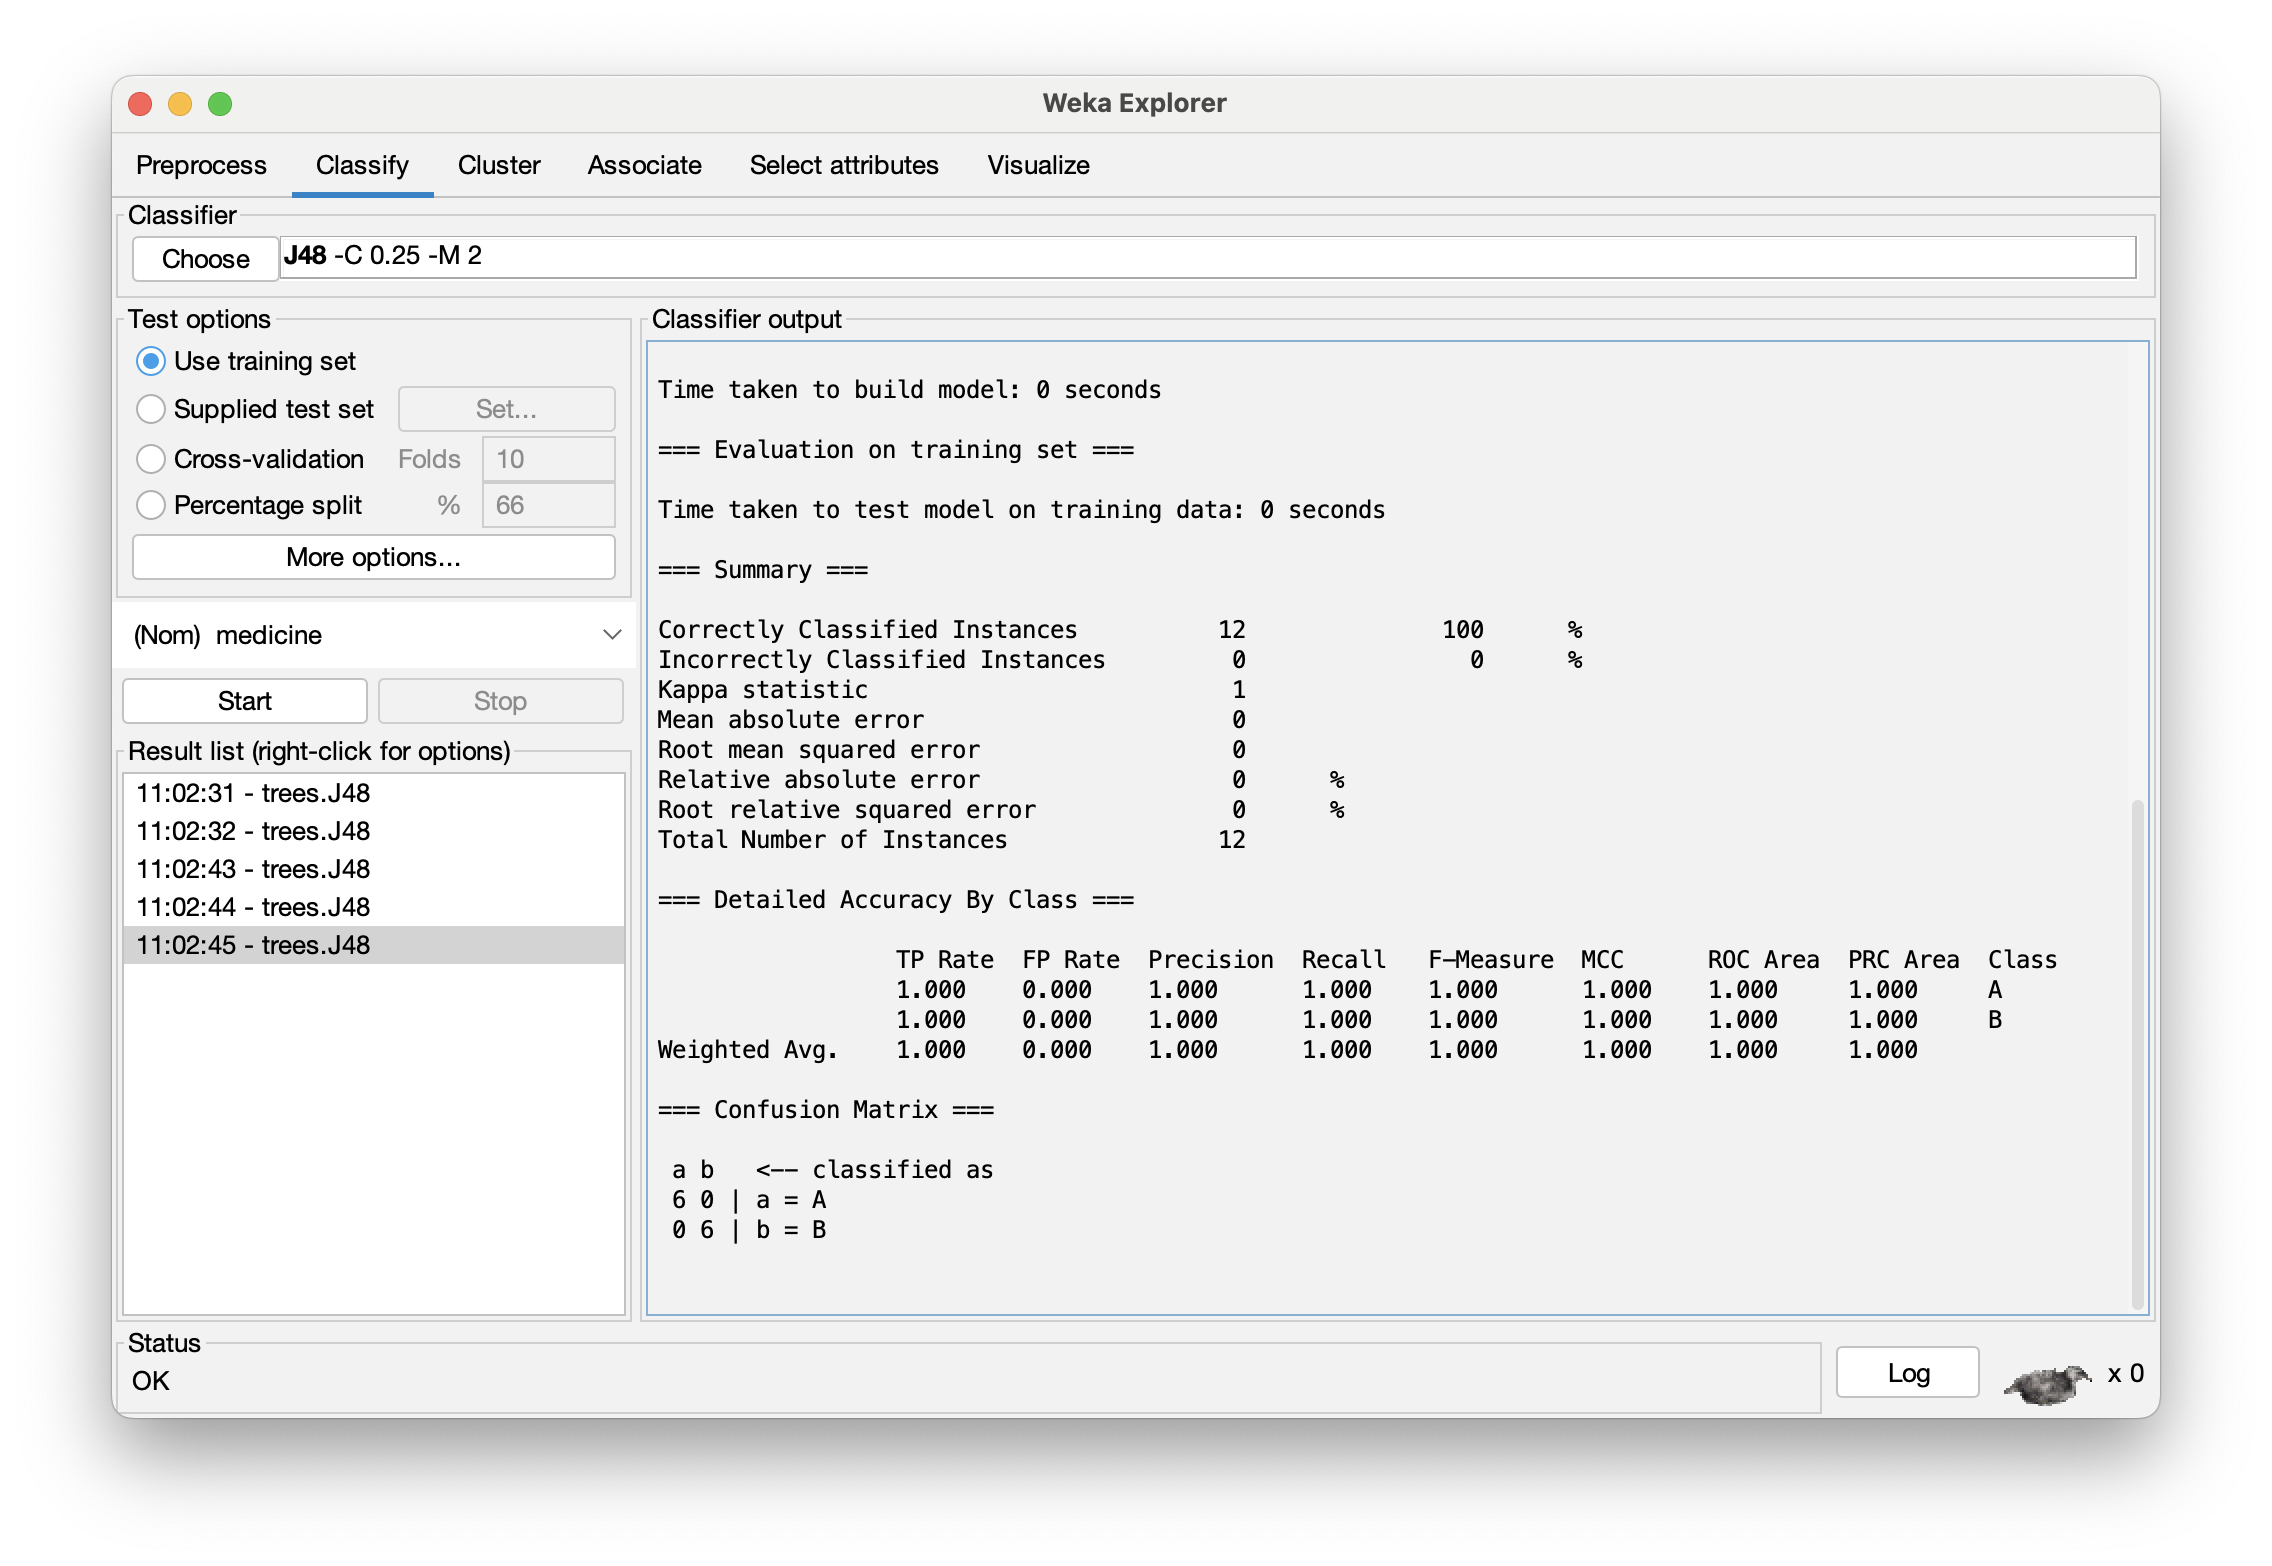 Weka Explorer
Preprocess Classify Cluster Associate Select attributes Visualize
Classifier
Choose J48 -C 0.25 -M 2
Test options
Use training set
Supplied test set Set...
Cross-validation Folds 10
Percentage split % 66
More options...
(Nom) medicine
Start Stop
Result list (right-click for options)
11:02:31 - trees.J48
11:02:32 - trees.J48
11:02:43 - trees.J48
11:02:44 - trees.J48
11:02:45 - trees.J48
Classifier output
Time taken to build model: 0 seconds
=== Evaluation on training set ===
Time taken to test model on training data: 0 seconds
=== Summary ===
Correctly Classified Instances 12 100 %
Incorrectly Classified Instances 0 0 %
Kappa statistic 1
Mean absolute error 0
Root mean squared error 0
Relative absolute error 0 %
Root relative squared error 0 %
Total Number of Instances 12
=== Detailed Accuracy By Class ===
TP Rate FP Rate Precision Recall F-Measure MCC ROC Area PRC Area Class
1.000 0.000 1.000 1.000 1.000 1.000 1.000 1.000 A
1.000 0.000 1.000 1.000 1.000 1.000 1.000 1.000 B
Weighted Avg. 1.000 0.000 1.000 1.000 1.000 1.000 1.000 1.000
=== Confusion Matrix ===
a b <-- classified as
6 0 | a = A
0 6 | b = B
Status
OK
Log x 0